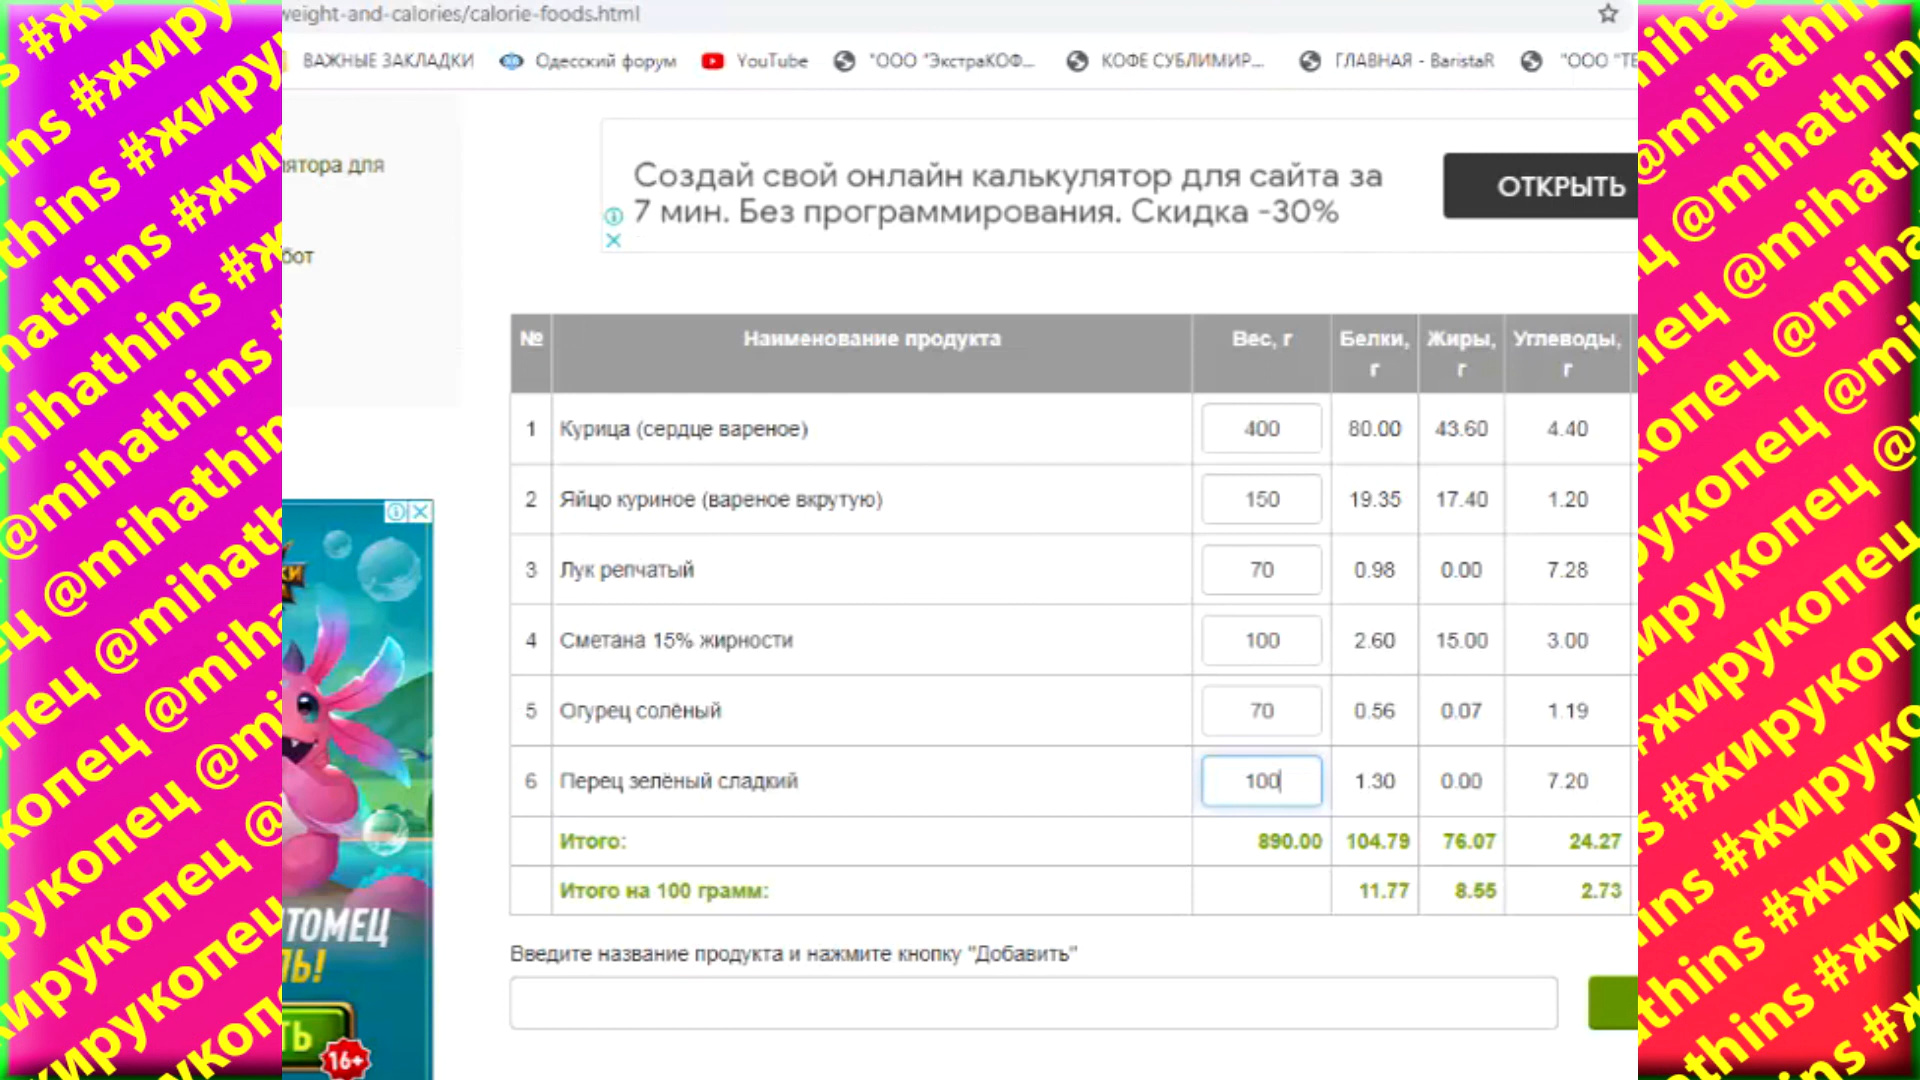 weight-and-calories/calorie-foods.html
ВАЖНЫЕ ЗАКЛАДКИ Одесский форум YouTube "ООО "ЭкстраКОФ... КОФЕ СУБЛИМИР... ГЛАВНАЯ - BaristaR "ООО "ТЕ
лятора для
бот
Создай свой онлайн калькулятор для сайта за
7 мин. Без программирования. Скидка -30%
ОТКРЫТЬ
№ Наименование продукта Вес, г Белки, г Жиры, г Углеводы, г
1 Курица (сердце вареное) 400 80.00 43.60 4.40
2 Яйцо куриное (вареное вкрутую) 150 19.35 17.40 1.20
3 Лук репчатый 70 0.98 0.00 7.28
4 Сметана 15% жирности 100 2.60 15.00 3.00
5 Огурец солёный 70 0.56 0.07 1.19
6 Перец зелёный сладкий 100 1.30 0.00 7.20
Итого: 890.00 104.79 76.07 24.27
Итого на 100 грамм: 11.77 8.55 2.73
Введите название продукта и нажмите кнопку "Добавить"
ТОМЕЦ
Ь!
ТЬ
16+
@mihathins #жирукопец